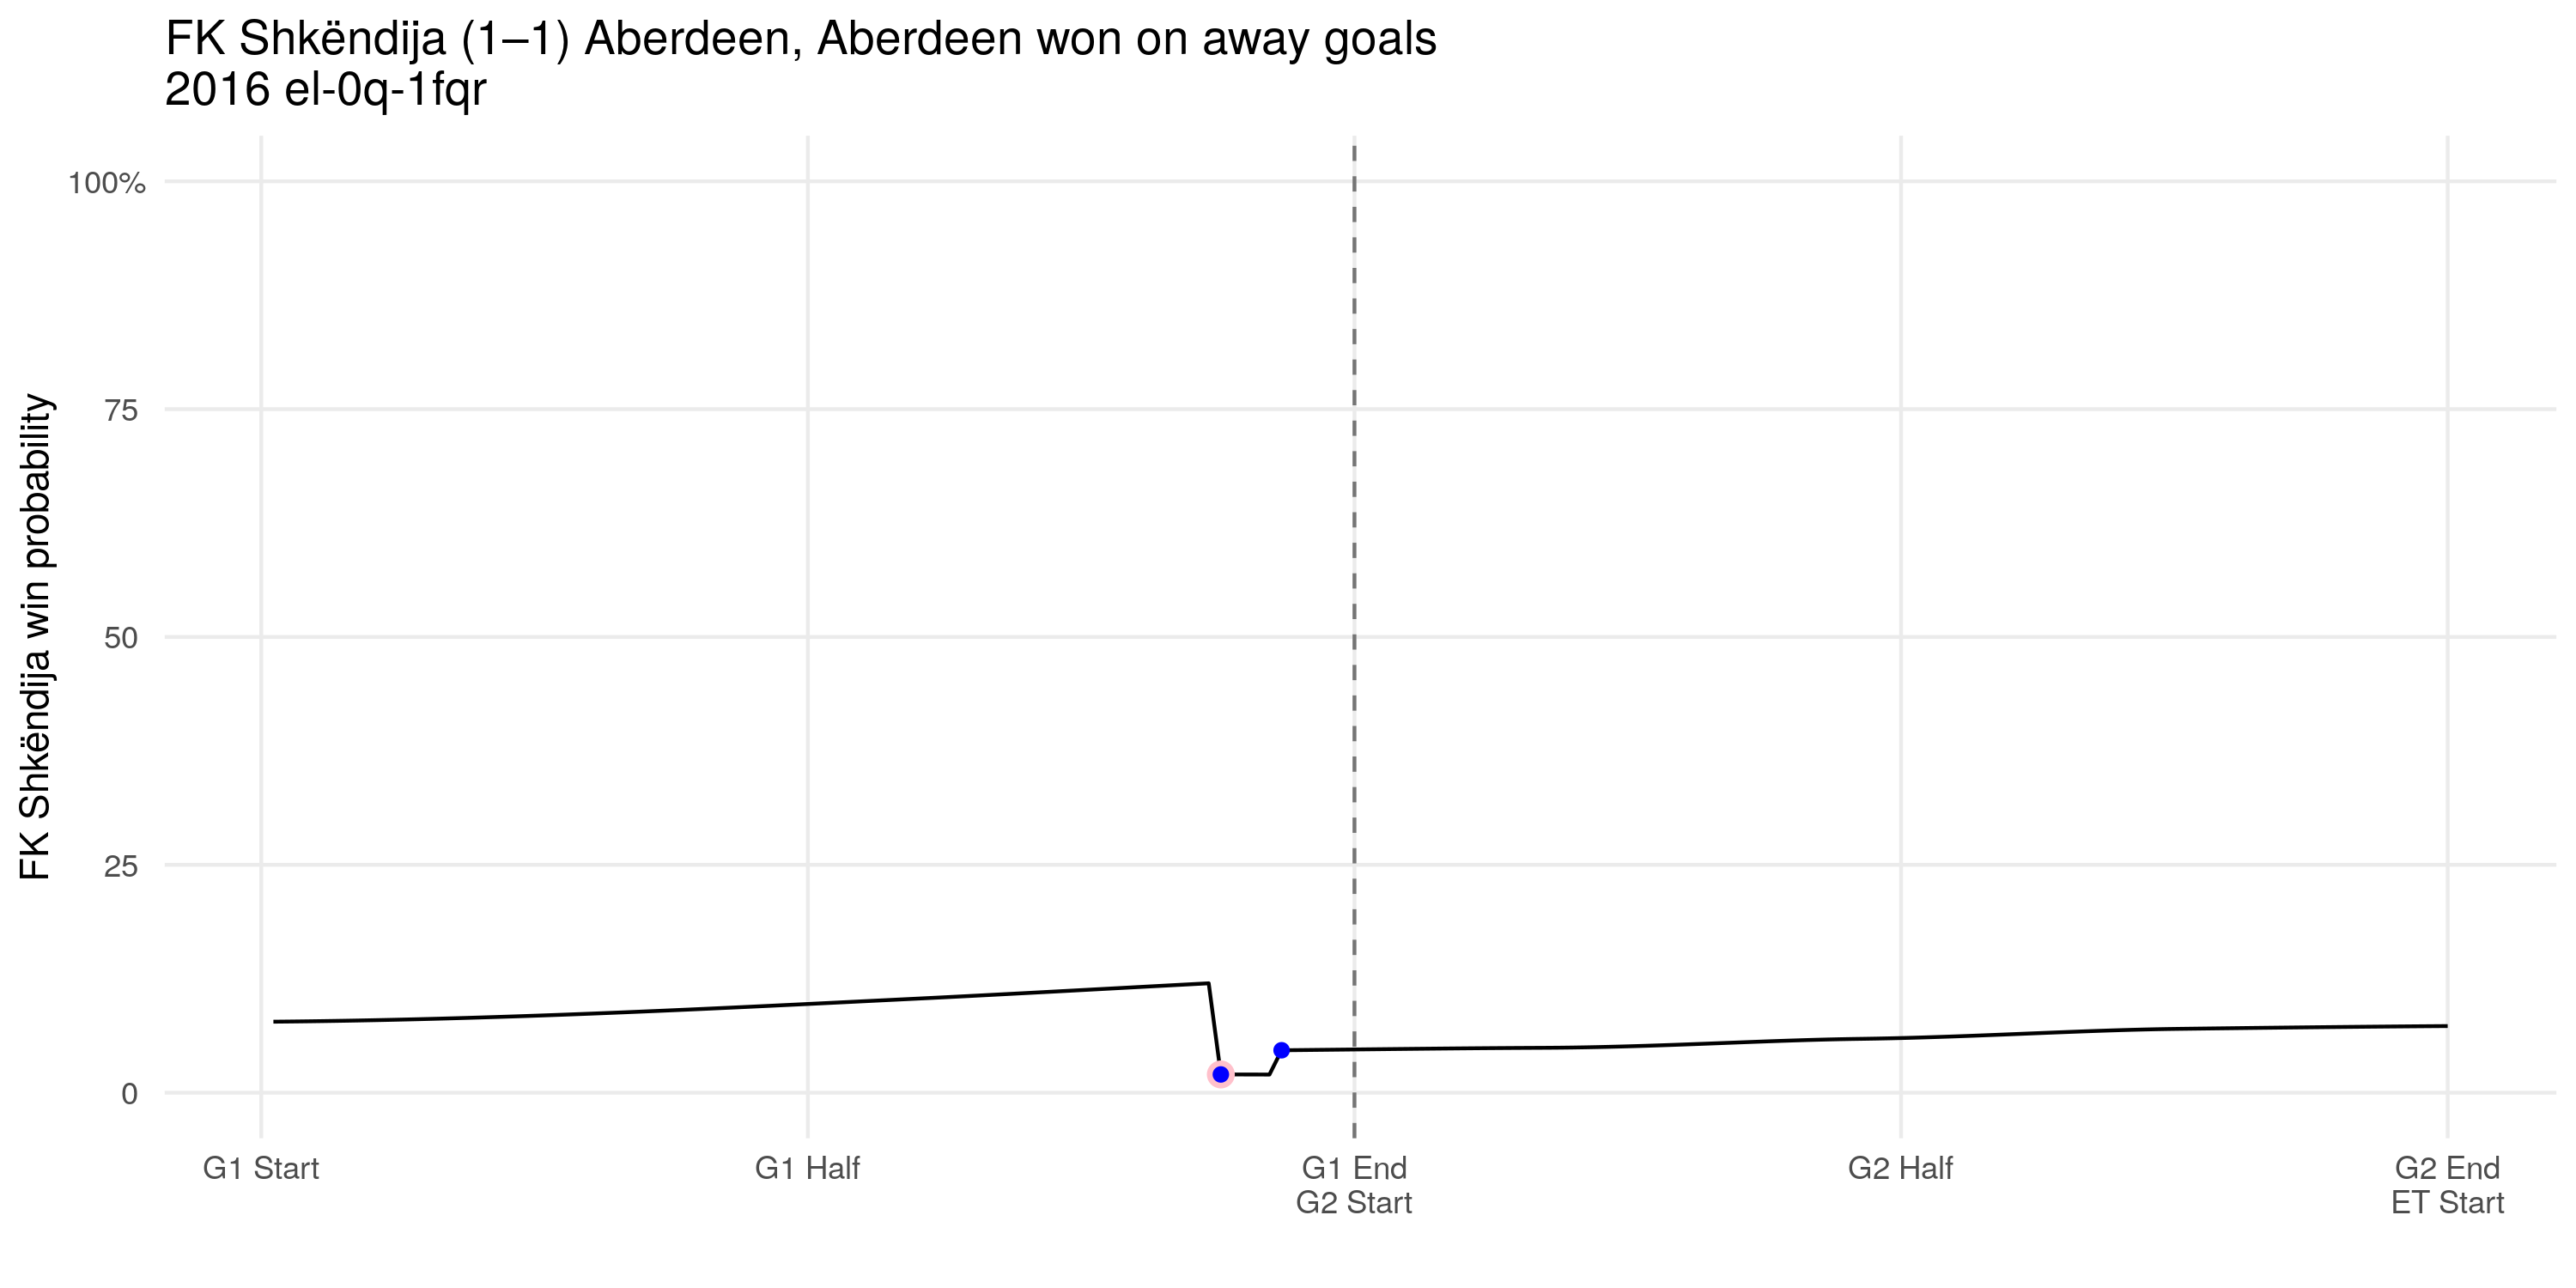 FK Shkëndija (1–1) Aberdeen, Aberdeen won on away goals
2016 el-0q-1fqr
FK Shkëndija win probability
100%
75
50
25
0
G1 Start
G1 Half
G1 End
G2 Start
G2 Half
G2 End
ET Start